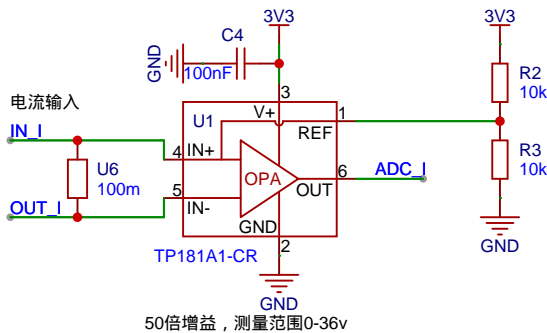 3V3
3V3
C4
GND
100nF
R2
10k
电流输入
3
U1
V+
1
REF
IN_I
4
IN+
R3
10k
U6
100m
OPA
6
ADC_I
OUT
5
IN-
OUT_I
GND
2
TP181A1-CR
GND
GND
50倍增益，测量范围0-36v